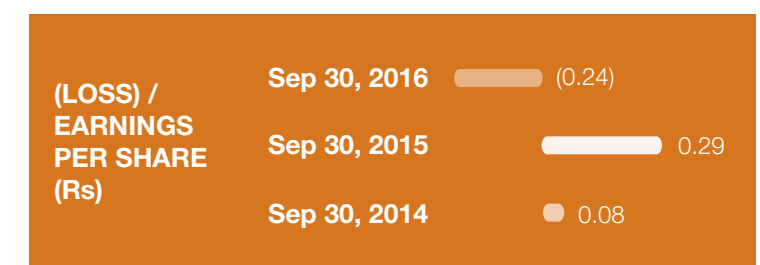 (LOSS) /
EARNINGS
PER SHARE
(Rs)
Sep 30, 2016 (0.24)
Sep 30, 2015 0.29
Sep 30, 2014 0.08